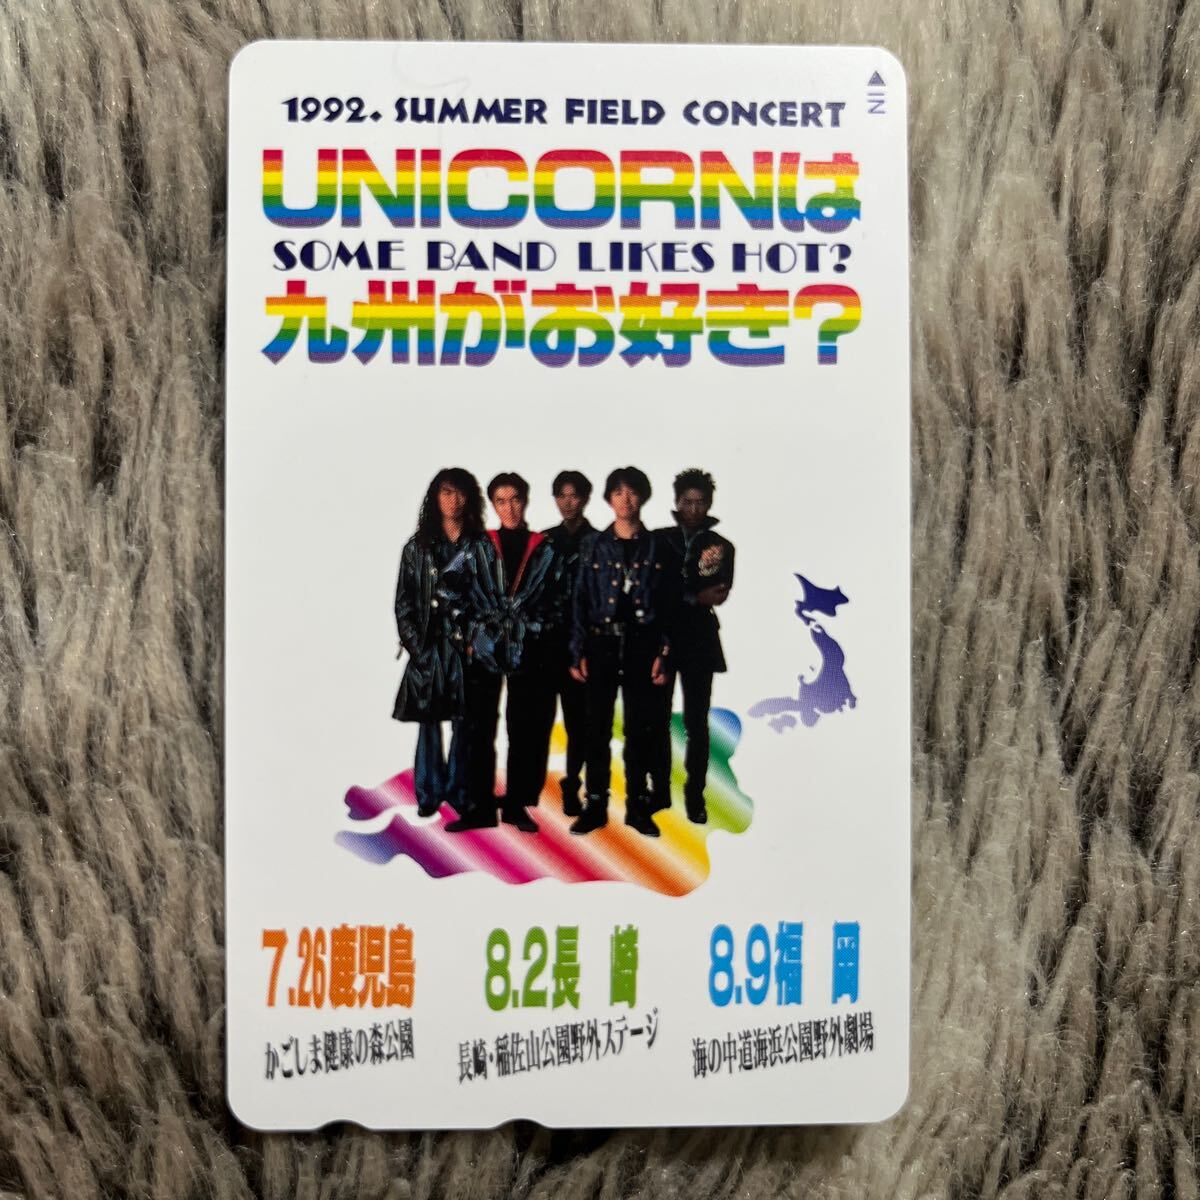 IN
1992. SUMMER FIELD CONCERT
UNICORNは
SOME BAND LIKES HOT?
九州がお好き?
7.26鹿児島
かごしま健康の森公園
8.2長崎
長崎・稲佐山公園野外ステージ
8.9福岡
海の中道海浜公園野外劇場